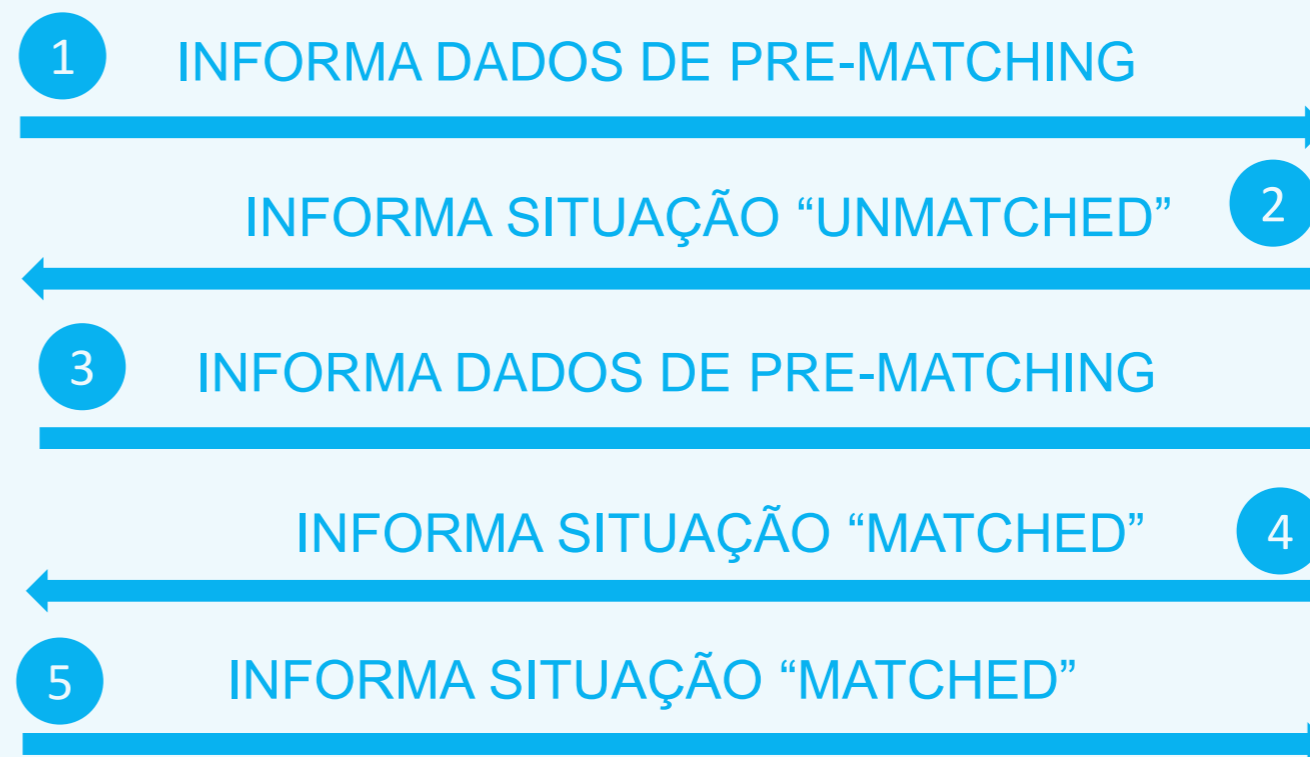 1 INFORMA DADOS DE PRE-MATCHING
INFORMA SITUAÇÃO “UNMATCHED” 2
3 INFORMA DADOS DE PRE-MATCHING
INFORMA SITUAÇÃO “MATCHED” 4
5 INFORMA SITUAÇÃO “MATCHED”